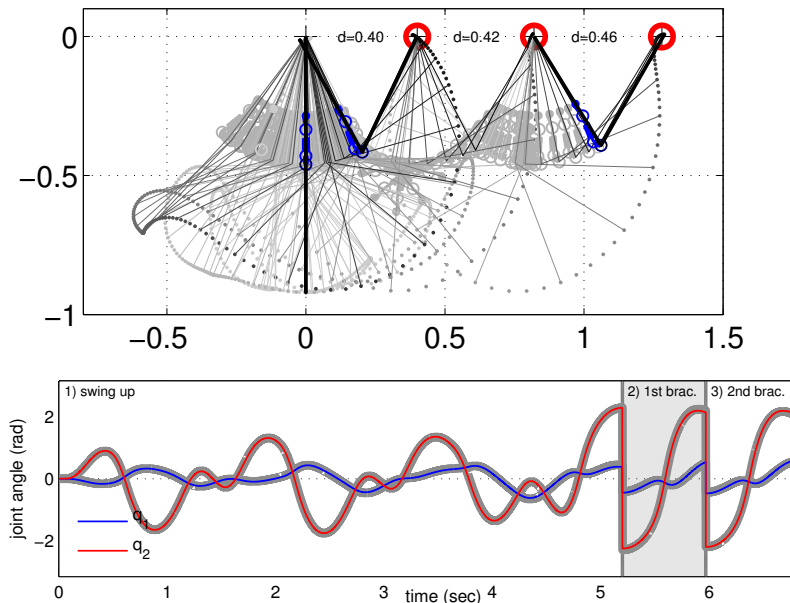 0
−0.5
−1
d=0.40 d=0.42 d=0.46
−0.5 0 0.5 1 1.5
1) swing up 2) 1st brac. 3) 2nd brac.
2
0
−2
joint angle (rad)
q_1
q_2
0 1 2 3 4 5 6
time (sec)